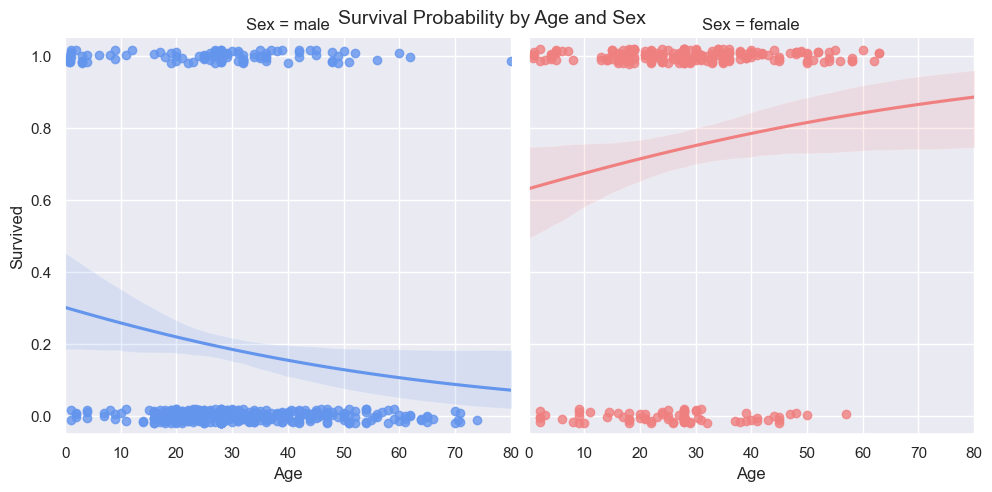 Survival Probability by Age and Sex
Sex = male
Sex = female
Survived
1.0
0.8
0.6
0.4
0.2
0.0
0 10 20 30 40 50 60 70 80
0 10 20 30 40 50 60 70 80
Age
Age